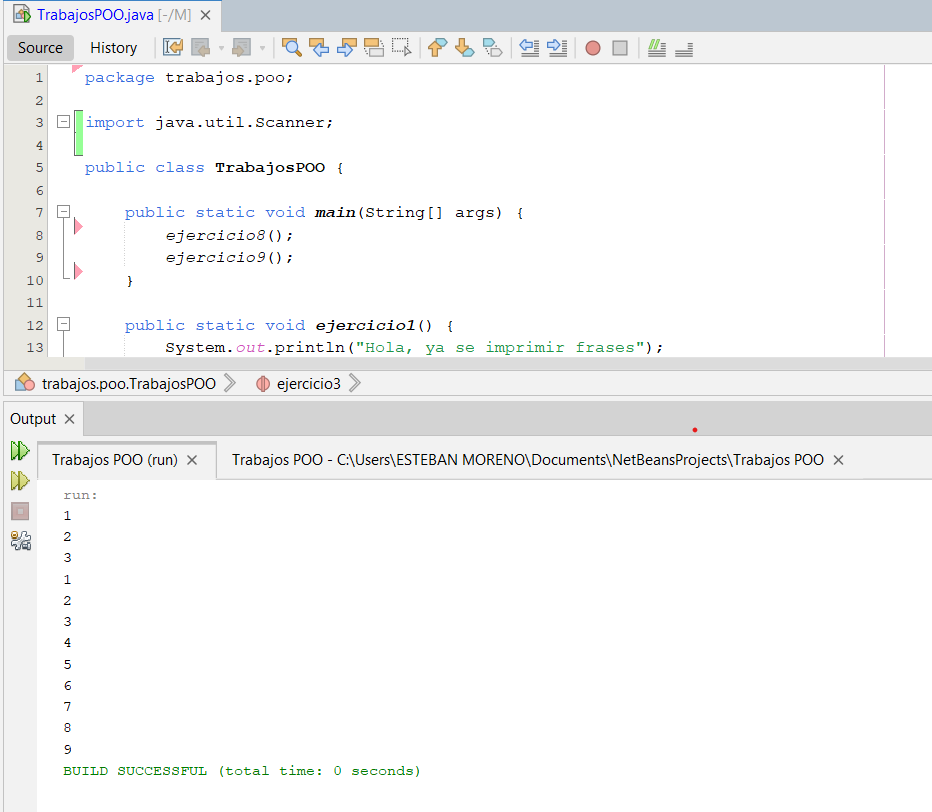 TrabajosPOO.java [-/M]
Source History
1 package trabajos.poo;
2
3 import java.util.Scanner;
4
5 public class TrabajosPOO {
6
7 public static void main(String[] args) {
8 ejercicio8();
9 ejercicio9();
10 }
11
12 public static void ejercicio1() {
13 System.out.println("Hola, ya se imprimir frases");
trabajos.poo.TrabajosPOO ejercicio3
Output
Trabajos POO (run) Trabajos POO - C:\Users\ESTEBAN MORENO\Documents\NetBeansProjects\Trabajos POO
run:
1
2
3
1
2
3
4
5
6
7
8
9
BUILD SUCCESSFUL (total time: 0 seconds)